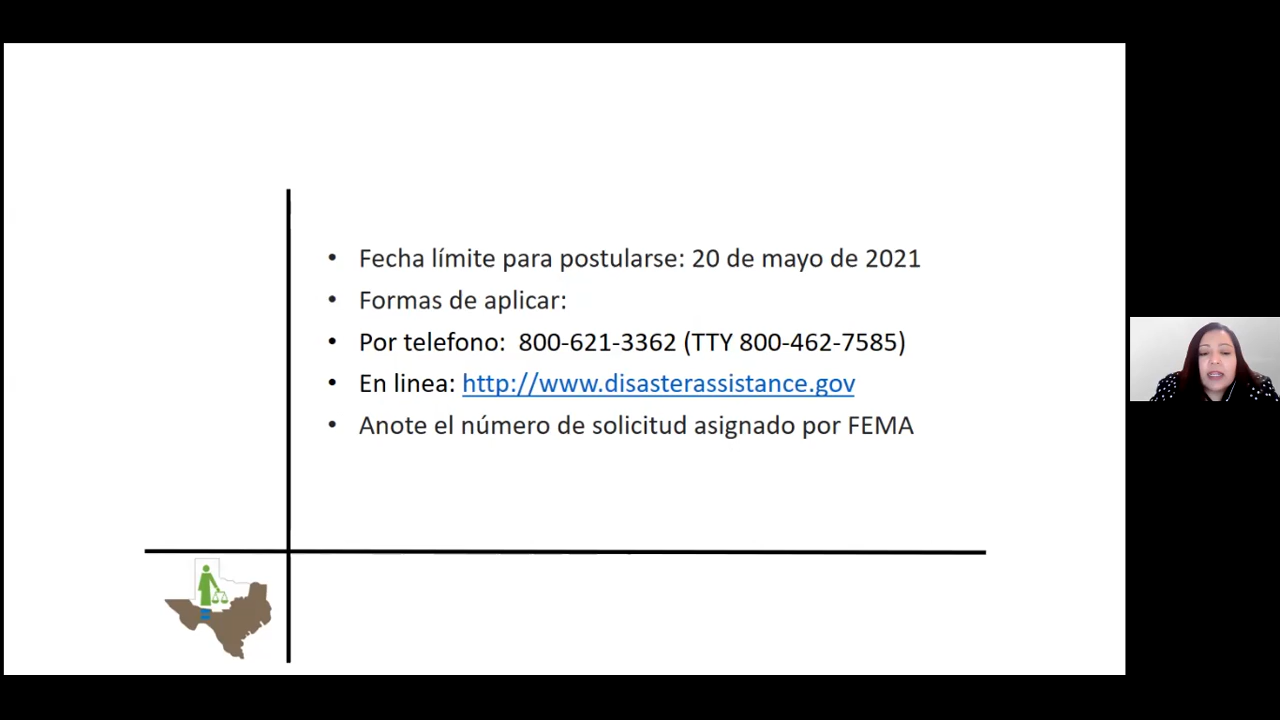 • Fecha límite para postularse: 20 de mayo de 2021
• Formas de aplicar:
• Por telefono: 800-621-3362 (TTY 800-462-7585)
• En linea: http://www.disasterassistance.gov
• Anote el número de solicitud asignado por FEMA